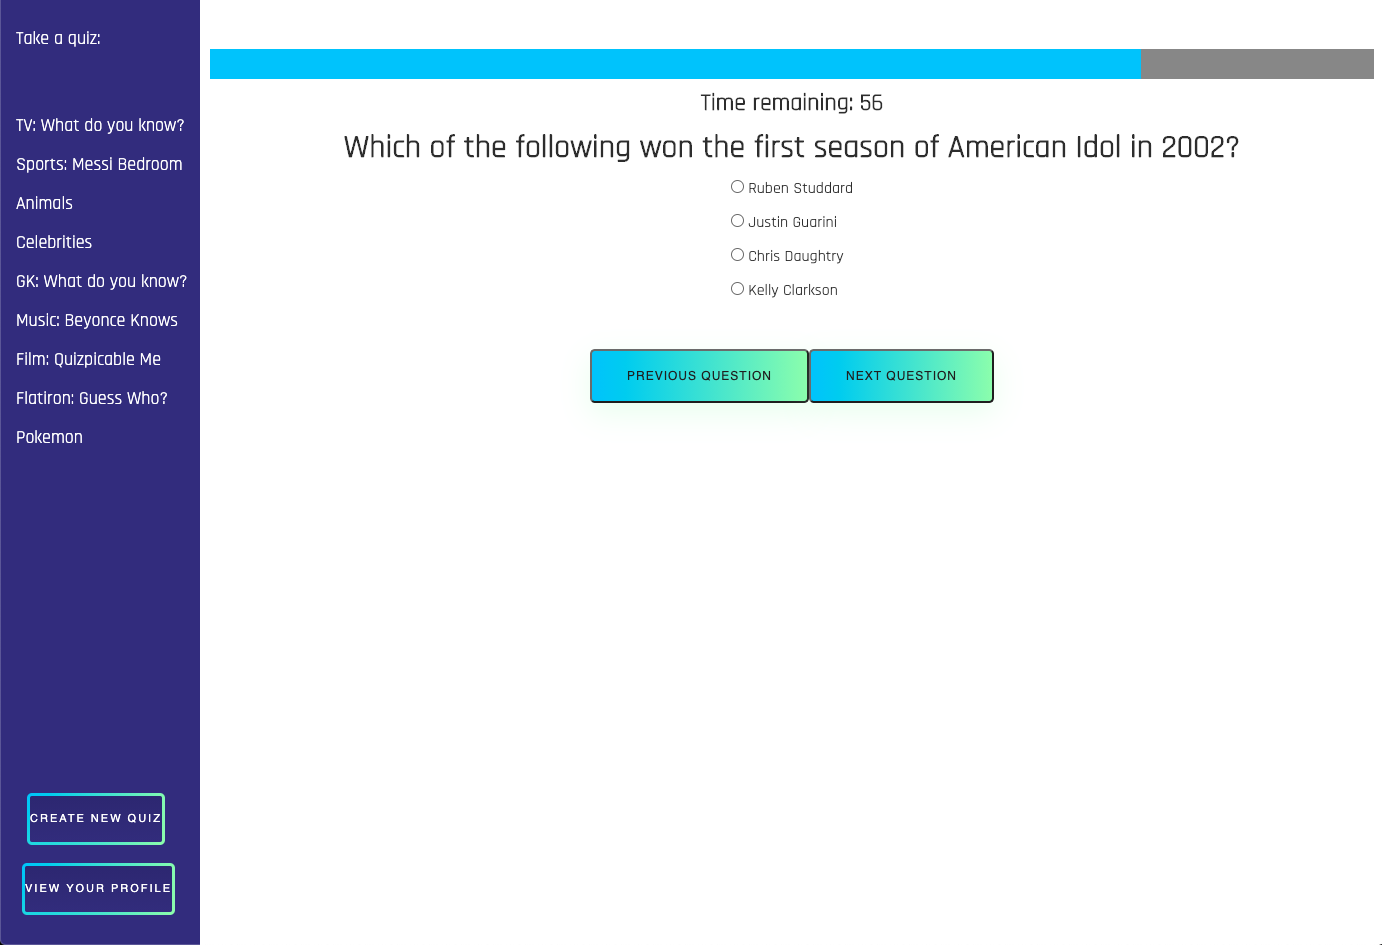 Take a quiz:
TV: What do you know?
Sports: Messi Bedroom
Animals
Celebrities
GK: What do you know?
Music: Beyonce Knows
Film: Quizpicable Me
Flatiron: Guess Who?
Pokemon
CREATE NEW QUIZ
VIEW YOUR PROFILE
Time remaining: 56
Which of the following won the first season of American Idol in 2002?
Ruben Studdard
Justin Guarini
Chris Daughtry
Kelly Clarkson
PREVIOUS QUESTION NEXT QUESTION